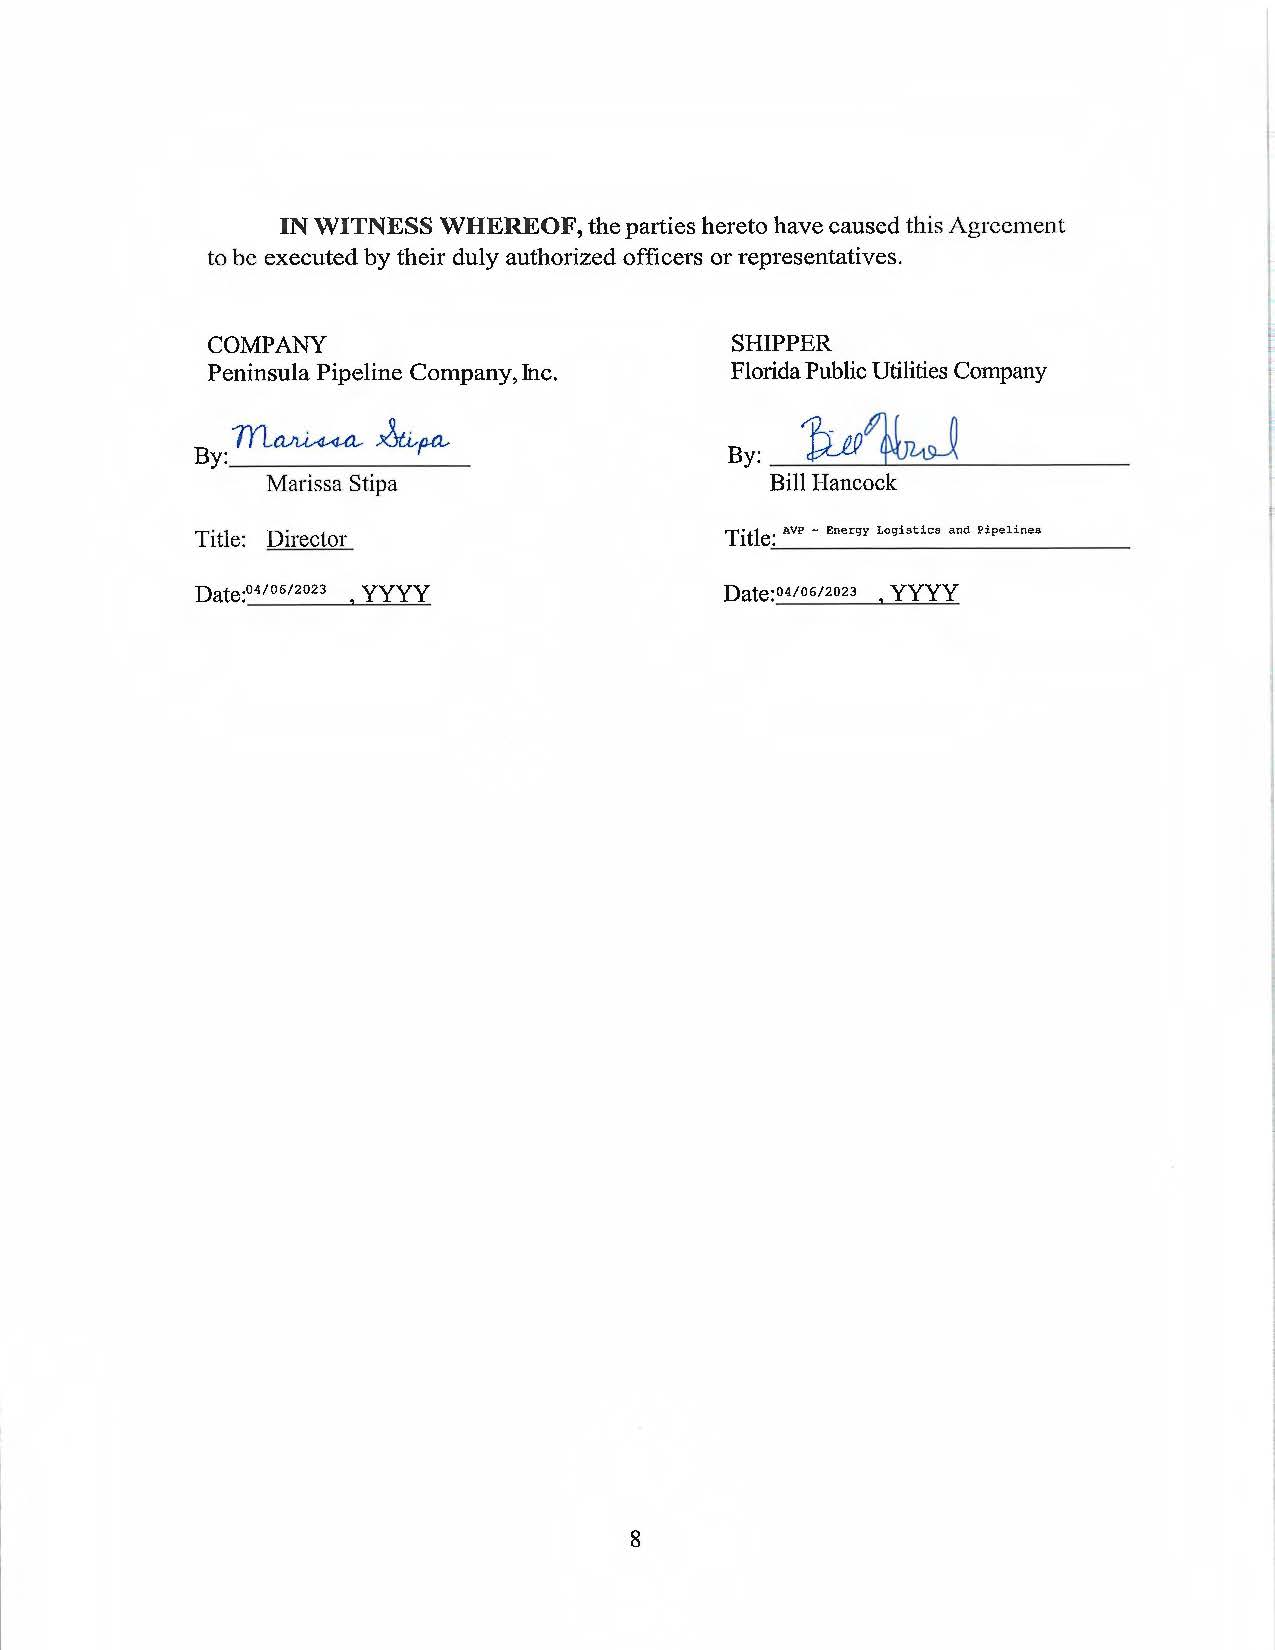 IN WITNESS WHEREOF, the parties hereto have caused this Agreement
to be executed by their duly authorized officers or representatives.
COMPANY
Peninsula Pipeline Company, Inc.
By: Marissa Stipa
Marissa Stipa
Title: Director
Date:04/06/2023 , YYYY
SHIPPER
Florida Public Utilities Company
By: Bill
Bill Hancock
Title: AVP - Energy Logistics and Pipelines
Date:04/06/2023 , YYYY
8